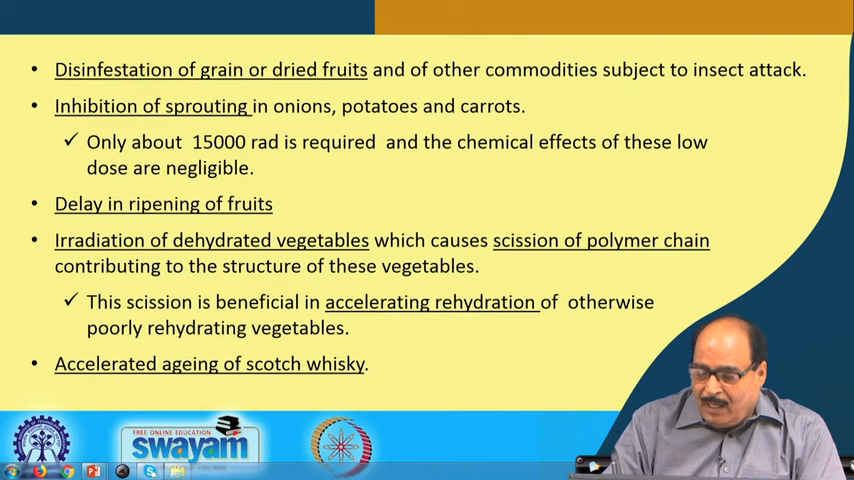 • Disinfestation of grain or dried fruits and of other commodities subject to insect attack.
• Inhibition of sprouting in onions, potatoes and carrots.
✓ Only about 15000 rad is required and the chemical effects of these low
dose are negligible.
• Delay in ripening of fruits
• Irradiation of dehydrated vegetables which causes scission of polymer chain
contributing to the structure of these vegetables.
✓ This scission is beneficial in accelerating rehydration of otherwise
poorly rehydrating vegetables.
• Accelerated ageing of scotch whisky.
FREE ONLINE EDUCATION
swayam